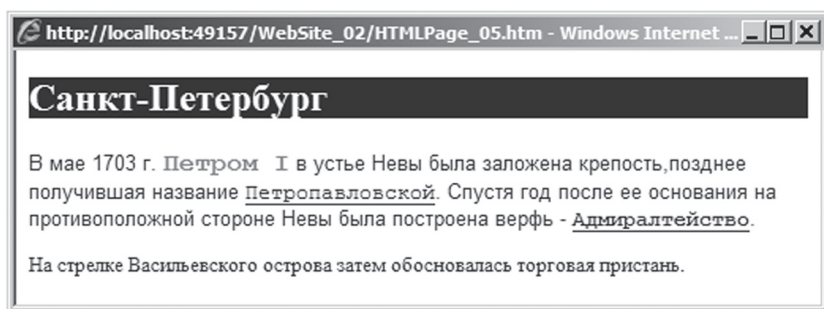 http://localhost:49157/WebSite_02/HTMLPage_05.htm - Windows Internet ...
Санкт-Петербург
В мае 1703 г. Петром I в устье Невы была заложена крепость,позднее
получившая название Петропавловской. Спустя год после ее основания на
противоположной стороне Невы была построена верфь - Адмиралтейство.
На стрелке Васильевского острова затем обосновалась торговая пристань.